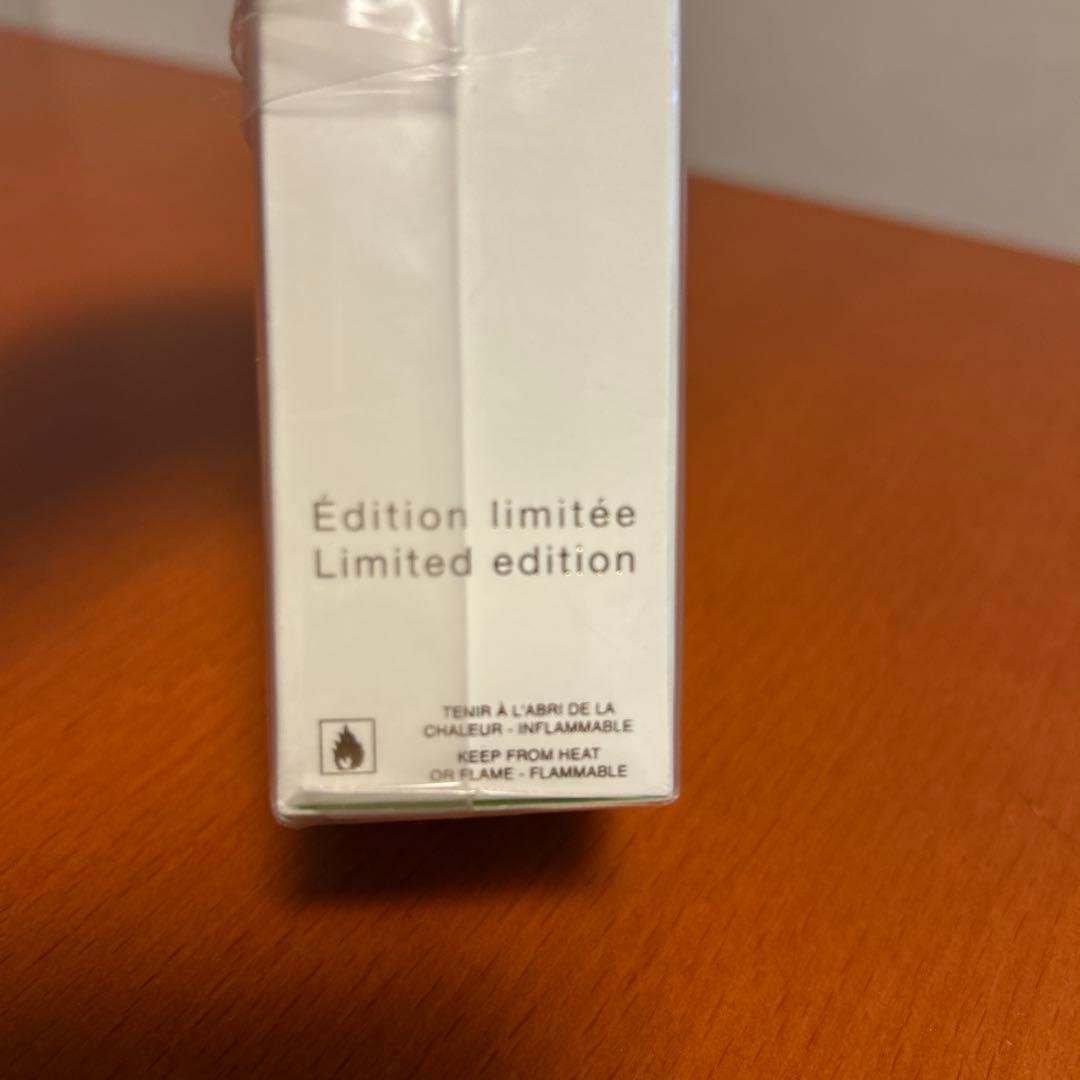 Édition limitée
Limited edition
TENIR À L'ABRI DE LA
CHALEUR - INFLAMMABLE
KEEP FROM HEAT
OR FLAME - FLAMMABLE